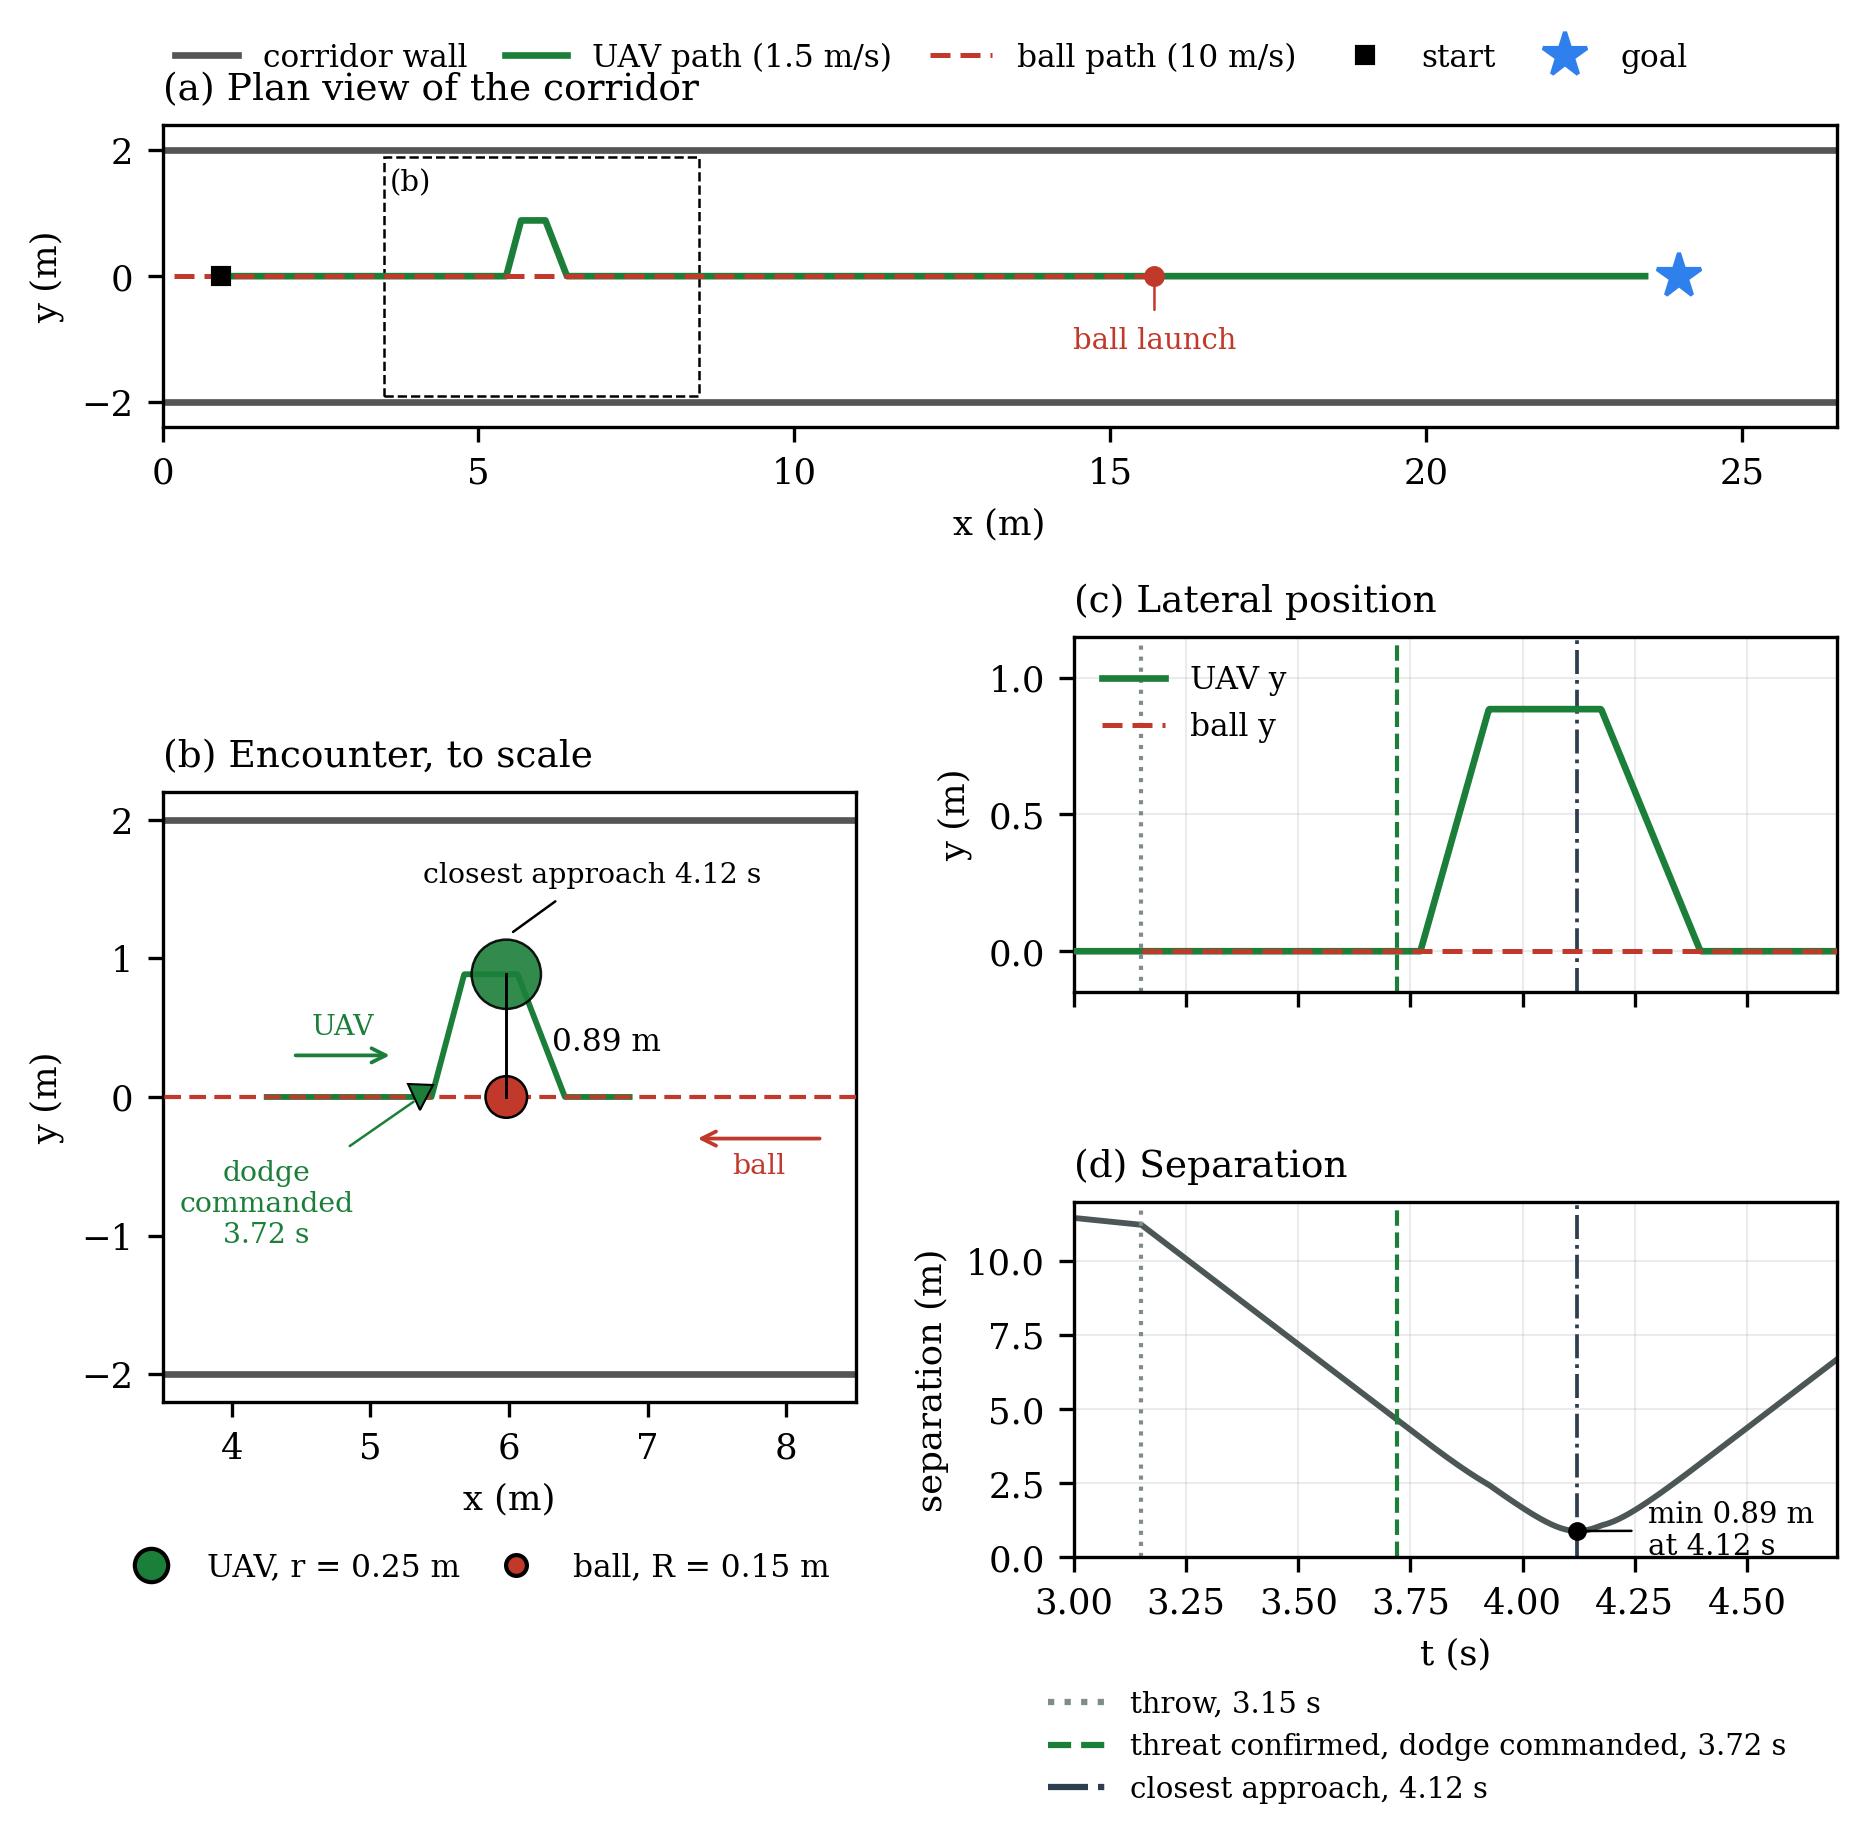 corridor wall UAV path (1.5 m/s) ball path (10 m/s) start goal
(a) Plan view of the corridor
y (m)
2
0
−2
(b)
ball launch
0 5 10 15 20 25
x (m)
(b) Encounter, to scale
y (m)
2
1
0
−1
−2
closest approach 4.12 s
UAV
0.89 m
ball
dodge
commanded
3.72 s
4 5 6 7 8
x (m)
UAV, r = 0.25 m ball, R = 0.15 m
(c) Lateral position
y (m)
1.0
0.5
0.0
UAV y
ball y
(d) Separation
separation (m)
10.0
7.5
5.0
2.5
0.0
min 0.89 m
at 4.12 s
3.00 3.25 3.50 3.75 4.00 4.25 4.50
t (s)
throw, 3.15 s
threat confirmed, dodge commanded, 3.72 s
closest approach, 4.12 s